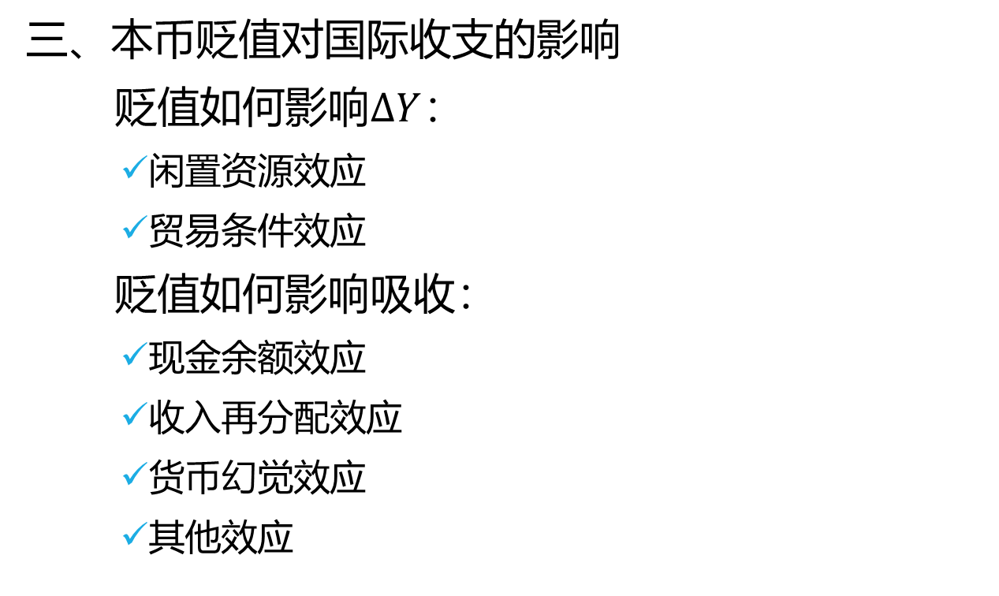 三、本币贬值对国际收支的影响
贬值如何影响ΔY：
✓闲置资源效应
✓贸易条件效应
贬值如何影响吸收：
✓现金余额效应
✓收入再分配效应
✓货币幻觉效应
✓其他效应